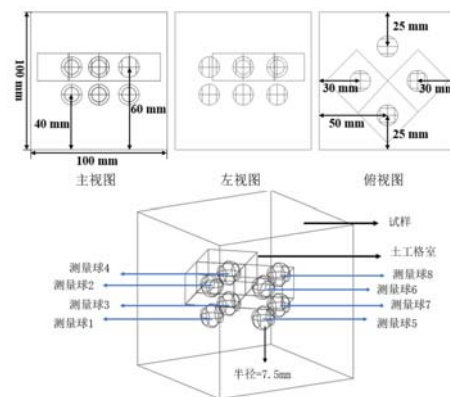 25 mm
100 mm
30 mm
30 mm
60 mm
40 mm
50 mm
25 mm
100 mm
主视图
左视图
俯视图
试样
土工格室
测量球4
测量球8
测量球2
测量球6
测量球3
测量球7
测量球1
测量球5
半径=7.5mm